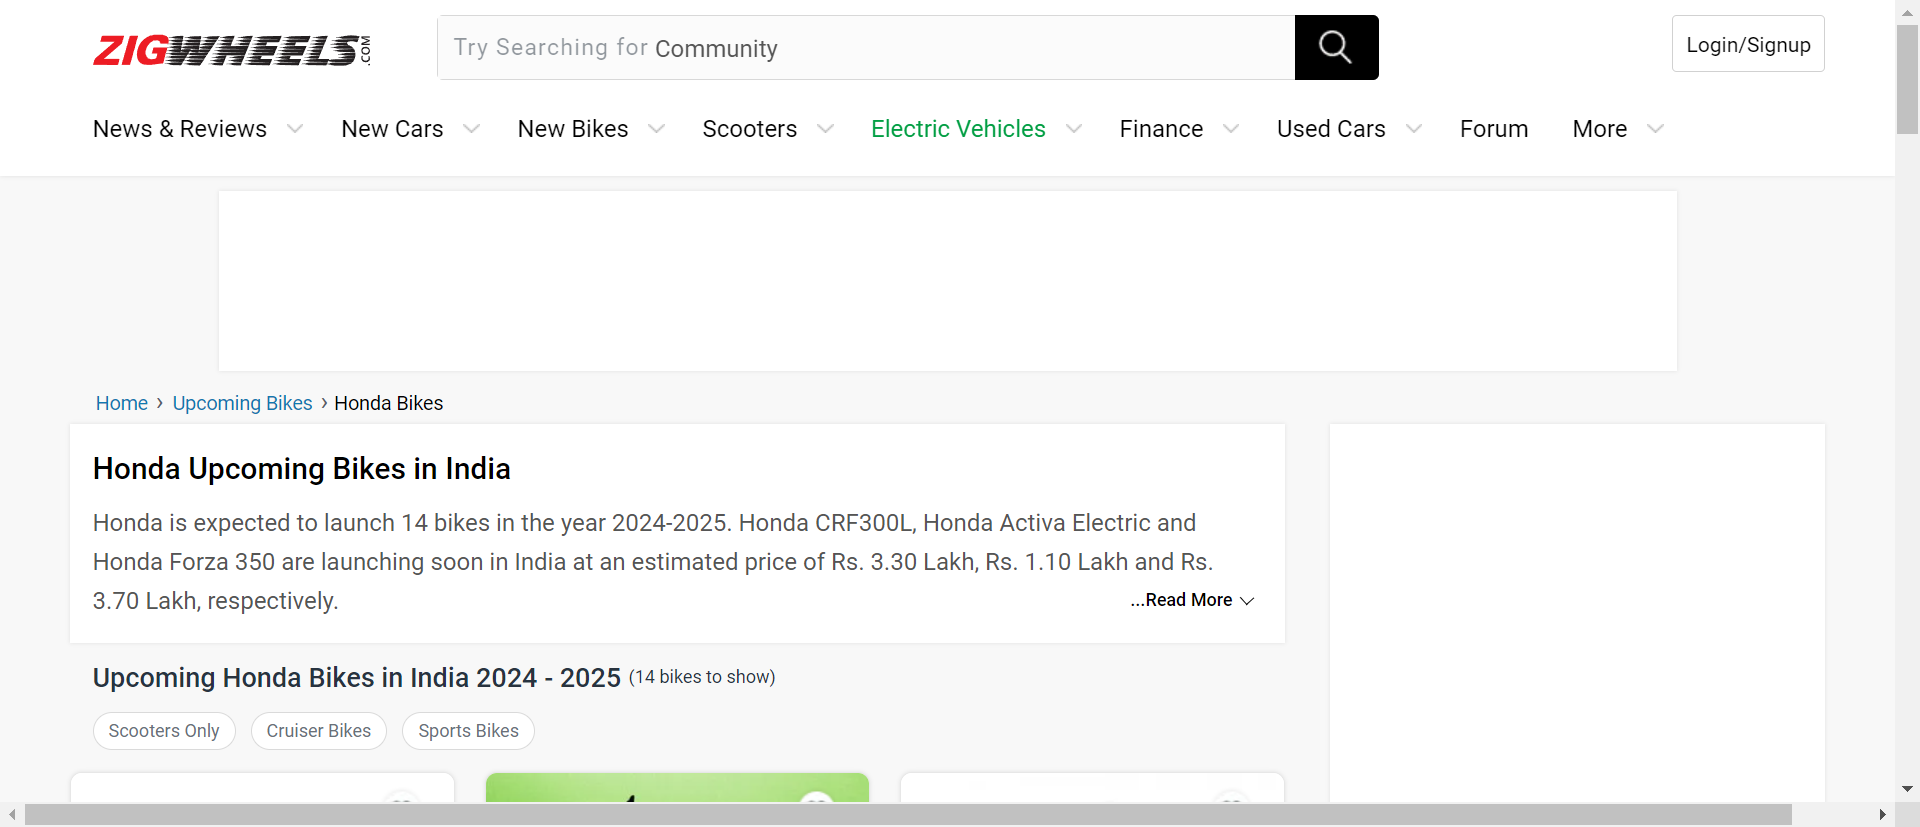 ZIGWHEELS.COM
Try Searching for Community
Login/Signup
News & Reviews New Cars New Bikes Scooters Electric Vehicles Finance Used Cars Forum More
Home › Upcoming Bikes › Honda Bikes
Honda Upcoming Bikes in India
Honda is expected to launch 14 bikes in the year 2024-2025. Honda CRF300L, Honda Activa Electric and
Honda Forza 350 are launching soon in India at an estimated price of Rs. 3.30 Lakh, Rs. 1.10 Lakh and Rs.
3.70 Lakh, respectively.
...Read More
Upcoming Honda Bikes in India 2024 - 2025 (14 bikes to show)
Scooters Only Cruiser Bikes Sports Bikes